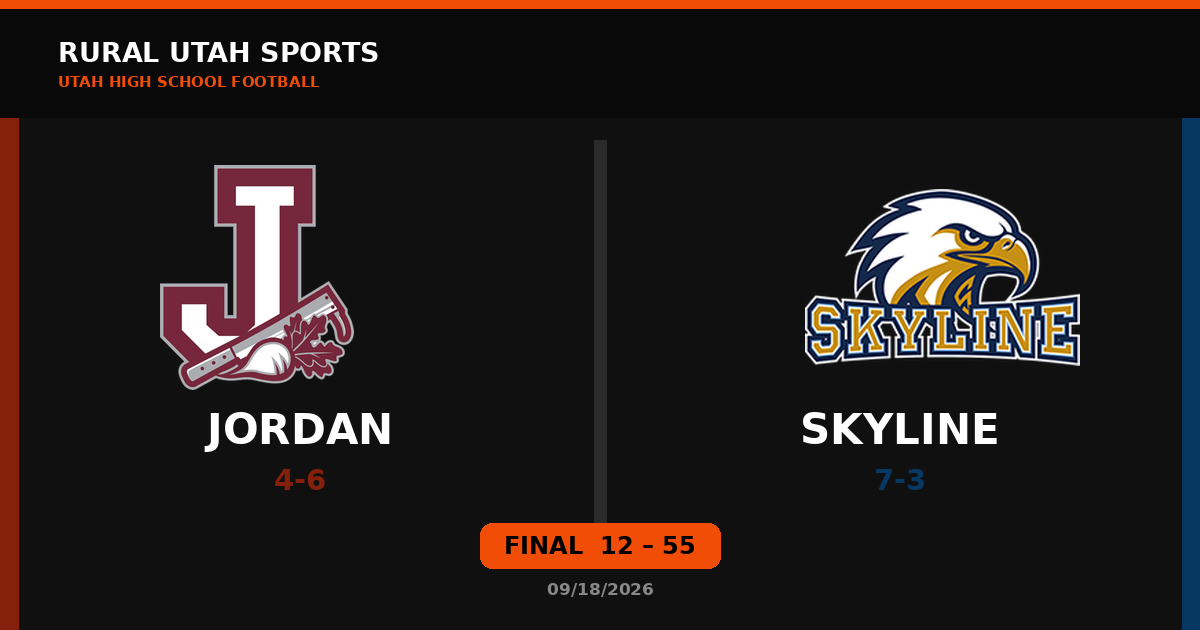 RURAL UTAH SPORTS
UTAH HIGH SCHOOL FOOTBALL
J
SKYLINE
JORDAN
SKYLINE
4-6
7-3
FINAL 12 – 55
09/18/2026